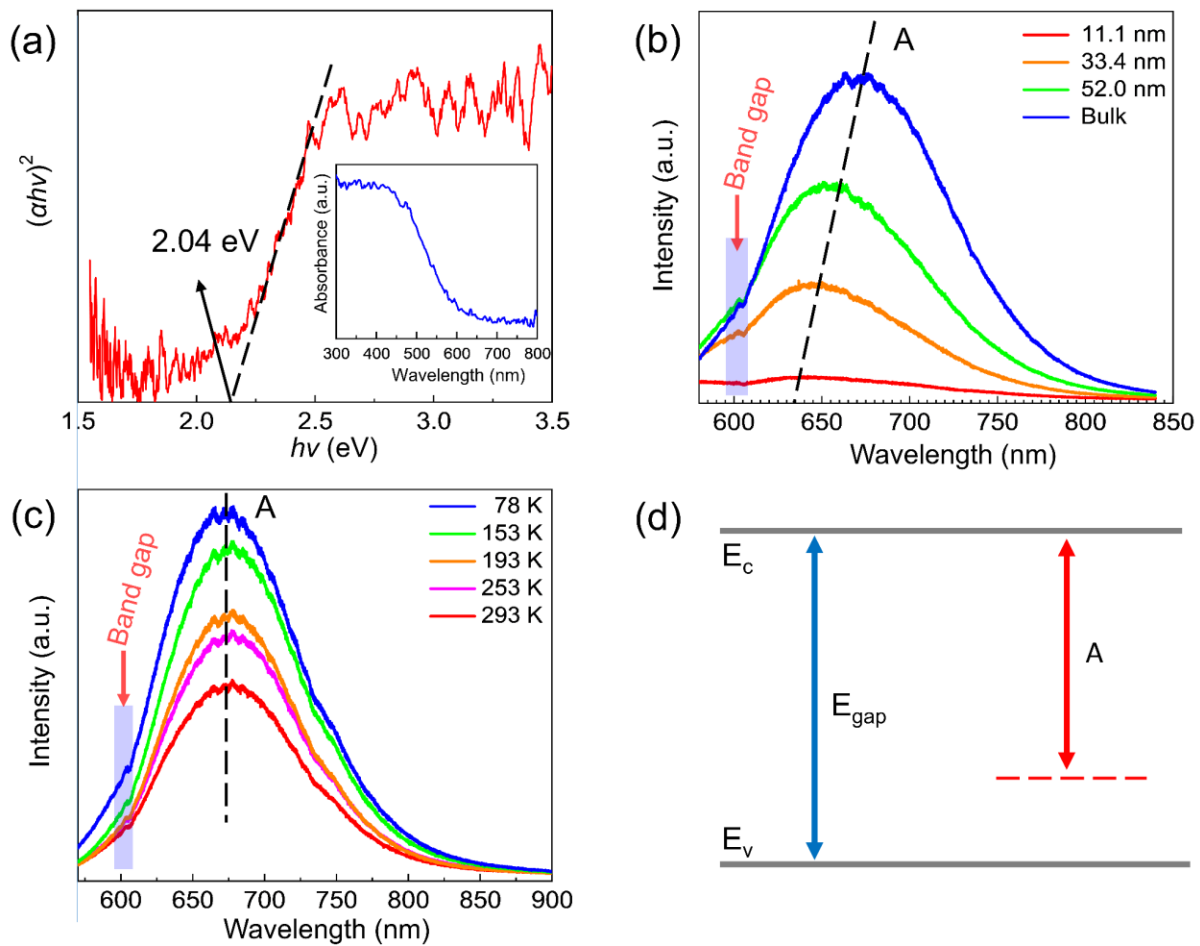 (a)
(αhν)²
2.04 eV
Absorbance (a.u.)
300 400 500 600 700 800
Wavelength (nm)
1.5 2.0 2.5 3.0 3.5
hν (eV)
(b)
A
Band gap
11.1 nm
33.4 nm
52.0 nm
Bulk
Intensity (a.u.)
600 650 700 750 800 850
Wavelength (nm)
(c)
A
Band gap
78 K
153 K
193 K
253 K
293 K
Intensity (a.u.)
600 650 700 750 800 850 900
Wavelength (nm)
(d)
E_c
A
E_gap
E_v